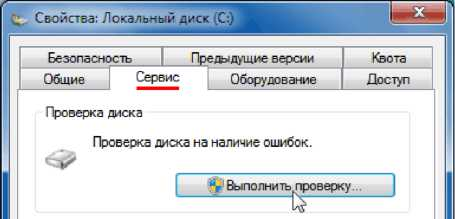 Свойства: Локальный диск (C:)
Безопасность Предыдущие версии Квота
Общие Сервис Оборудование Доступ
Проверка диска
Проверка диска на наличие ошибок.
Выполнить проверку...